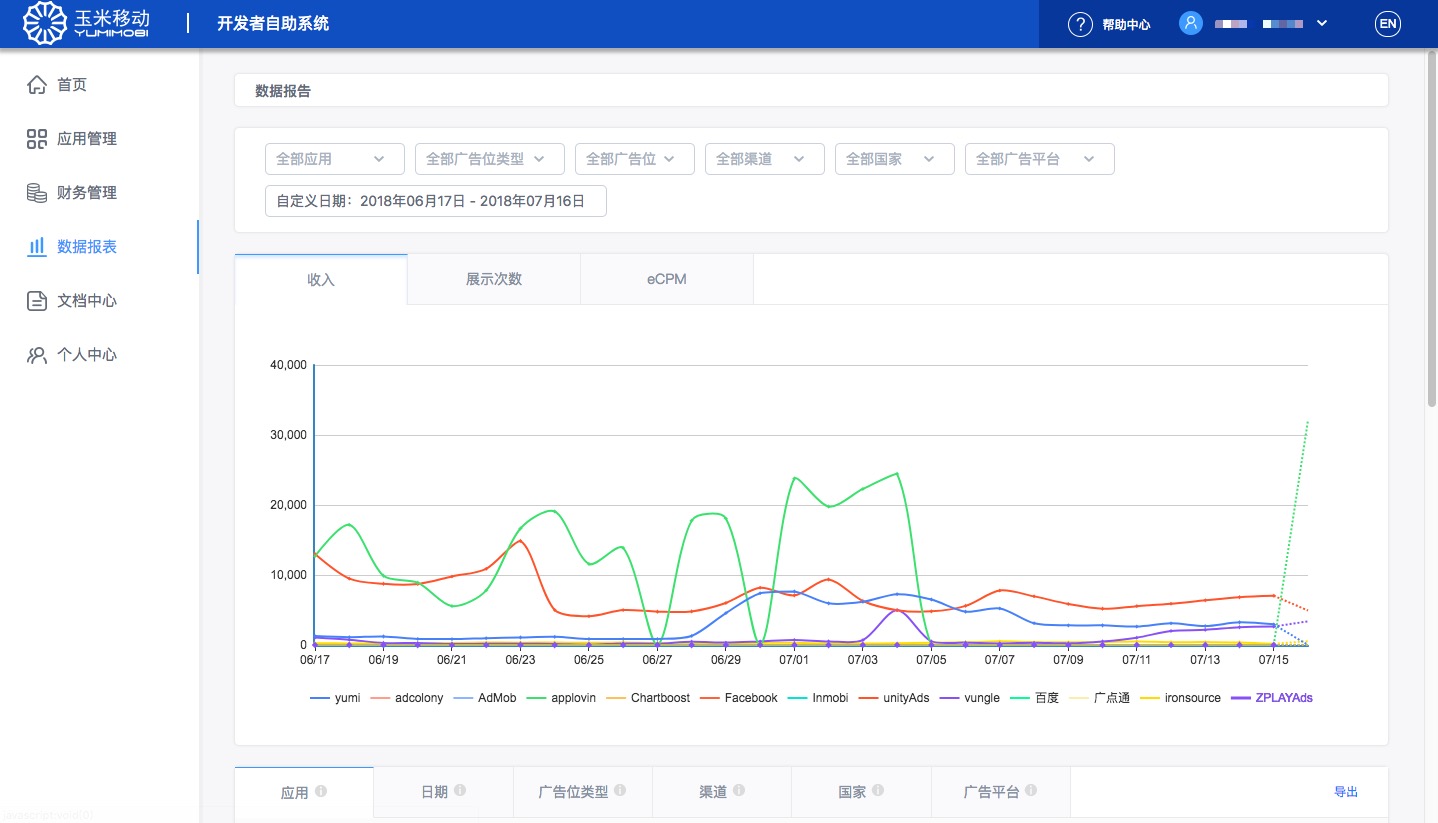 玉米移动
YUMIMOBI
开发者自助系统
帮助中心
EN
首页
应用管理
财务管理
数据报表
文档中心
个人中心
数据报告
全部应用 全部广告位类型 全部广告位 全部渠道 全部国家 全部广告平台
自定义日期：2018年06月17日 - 2018年07月16日
收入 展示次数 eCPM
40,000
30,000
20,000
10,000
0
06/17 06/19 06/21 06/23 06/25 06/27 06/29 07/01 07/03 07/05 07/07 07/09 07/11 07/13 07/15
yumi adcolony AdMob applovin Chartboost Facebook Inmobi unityAds vungle 百度 广点通 ironsource ZPLAYAds
应用 日期 广告位类型 渠道 国家 广告平台 导出